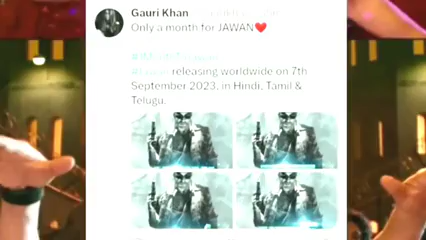 Gauri Khan
Only a month for JAWAN❤️
releasing worldwide on 7th
September 2023, in Hindi, Tamil &
Telugu.